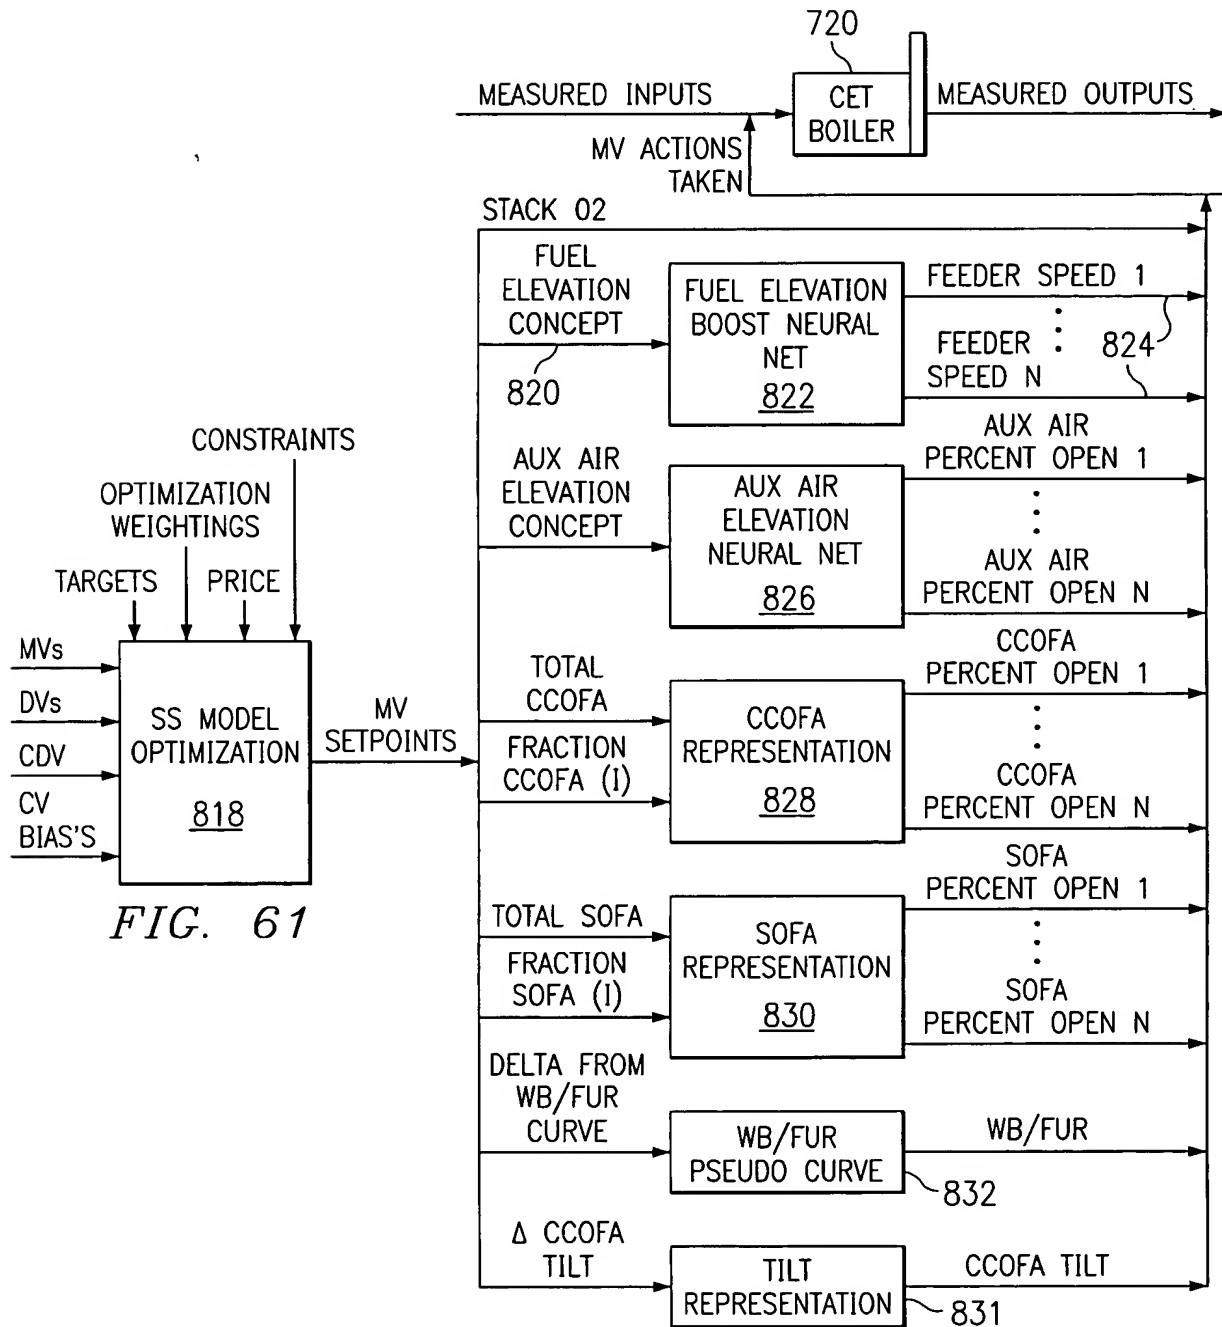 720
MEASURED INPUTS
CET
BOILER
MEASURED OUTPUTS
MV ACTIONS
TAKEN
STACK O2
FUEL
ELEVATION
CONCEPT
820
FUEL ELEVATION
BOOST NEURAL
NET
822
FEEDER SPEED 1
FEEDER
SPEED N
824
AUX AIR
ELEVATION
CONCEPT
AUX AIR
ELEVATION
NEURAL NET
826
AUX AIR
PERCENT OPEN 1
AUX AIR
PERCENT OPEN N
CONSTRAINTS
OPTIMIZATION
WEIGHTINGS
TARGETS
PRICE
MVs
DVs
CDV
CV
BIAS'S
SS MODEL
OPTIMIZATION
818
MV
SETPOINTS
FIG. 61
TOTAL
CCOFA
FRACTION
CCOFA (I)
CCOFA
REPRESENTATION
828
CCOFA
PERCENT OPEN 1
CCOFA
PERCENT OPEN N
TOTAL SOFA
FRACTION
SOFA (I)
SOFA
REPRESENTATION
830
SOFA
PERCENT OPEN 1
SOFA
PERCENT OPEN N
DELTA FROM
WB/FUR
CURVE
WB/FUR
PSEUDO CURVE
832
WB/FUR
Δ CCOFA
TILT
TILT
REPRESENTATION
831
CCOFA TILT